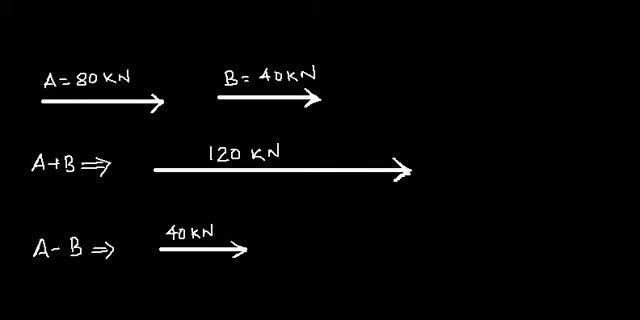 A = 80 KN B = 40 KN
A+B ⇒ 120 KN
A - B ⇒ 40 KN